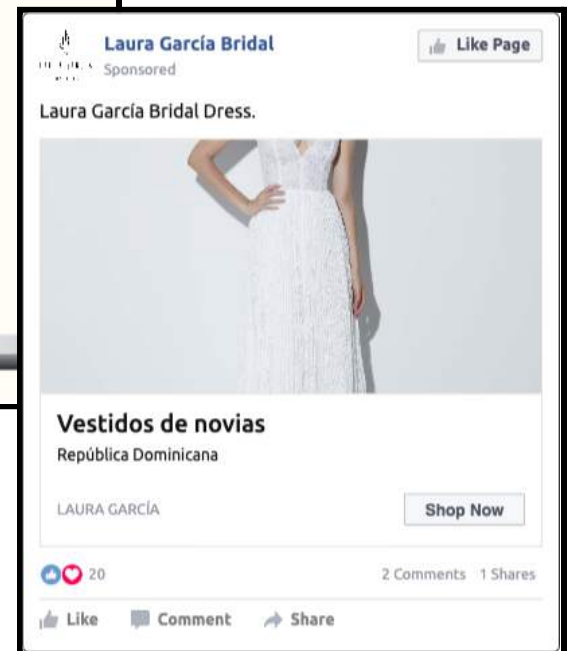 Laura García Bridal
Like Page
Sponsored
Laura García Bridal Dress.
Vestidos de novias
República Dominicana
LAURA GARCÍA
Shop Now
20
2 Comments 1 Shares
Like Comment Share